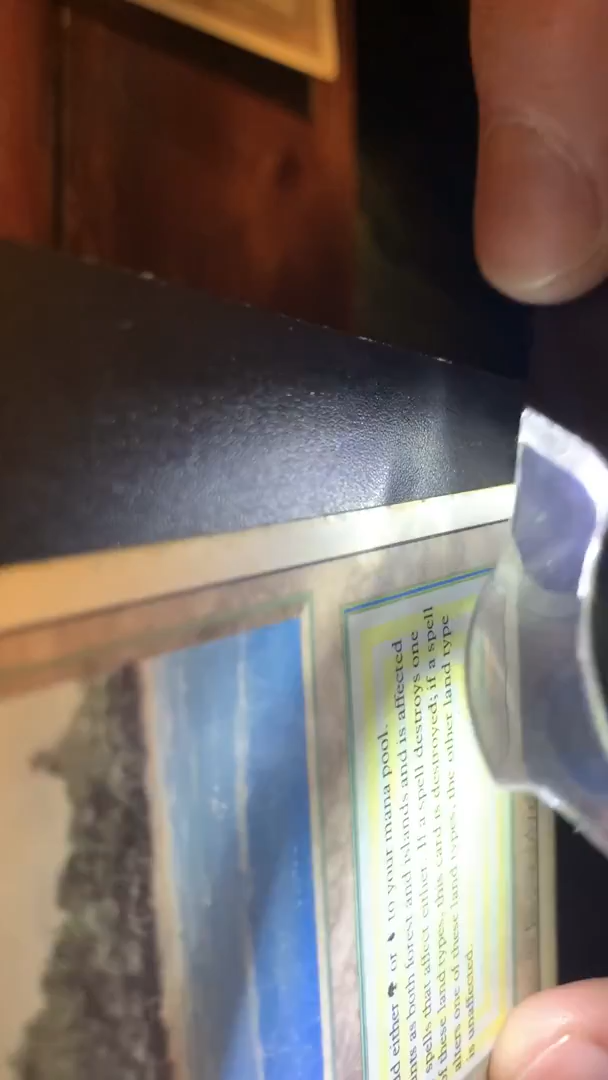 either or to your mana pool.
as both forest and islands and is affected
spells that affect either. If a spell destroys one
of these land types, this card is destroyed; if a spell
alters one of these land types, the other land type
is unaffected.